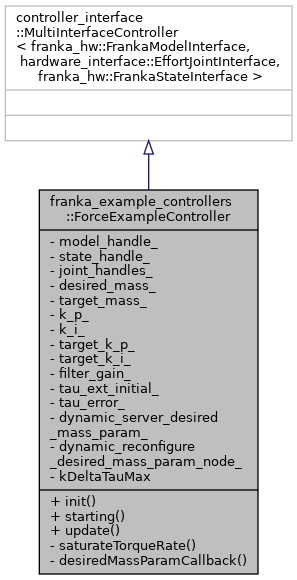 controller_interface
::MultiInterfaceController
< franka_hw::FrankaModelInterface,
hardware_interface::EffortJointInterface,
franka_hw::FrankaStateInterface >
franka_example_controllers
::ForceExampleController
- model_handle_
- state_handle_
- joint_handles_
- desired_mass_
- target_mass_
- k_p_
- k_i_
- target_k_p_
- target_k_i_
- filter_gain_
- tau_ext_initial_
- tau_error_
- dynamic_server_desired
_mass_param_
- dynamic_reconfigure
_desired_mass_param_node_
- kDeltaTauMax
+ init()
+ starting()
+ update()
- saturateTorqueRate()
- desiredMassParamCallback()